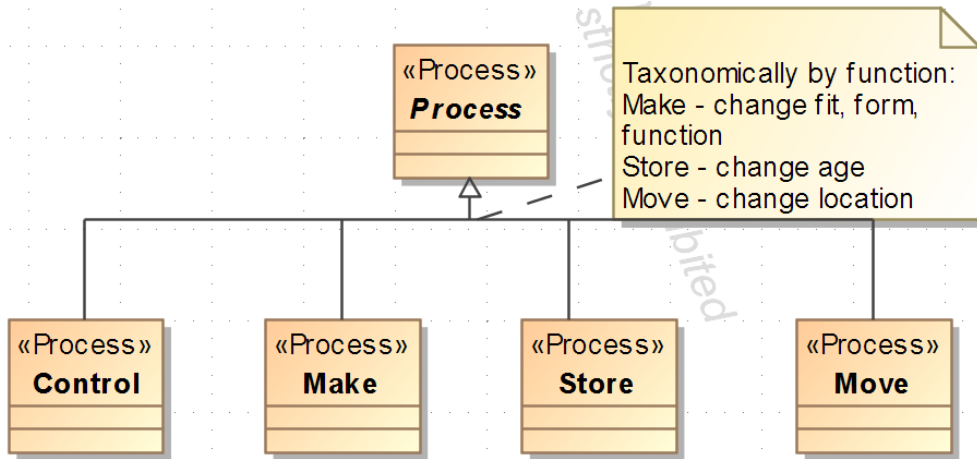 «Process»
Process
Taxonomically by function:
Make - change fit, form,
function
Store - change age
Move - change location
«Process»
Control
«Process»
Make
«Process»
Store
«Process»
Move